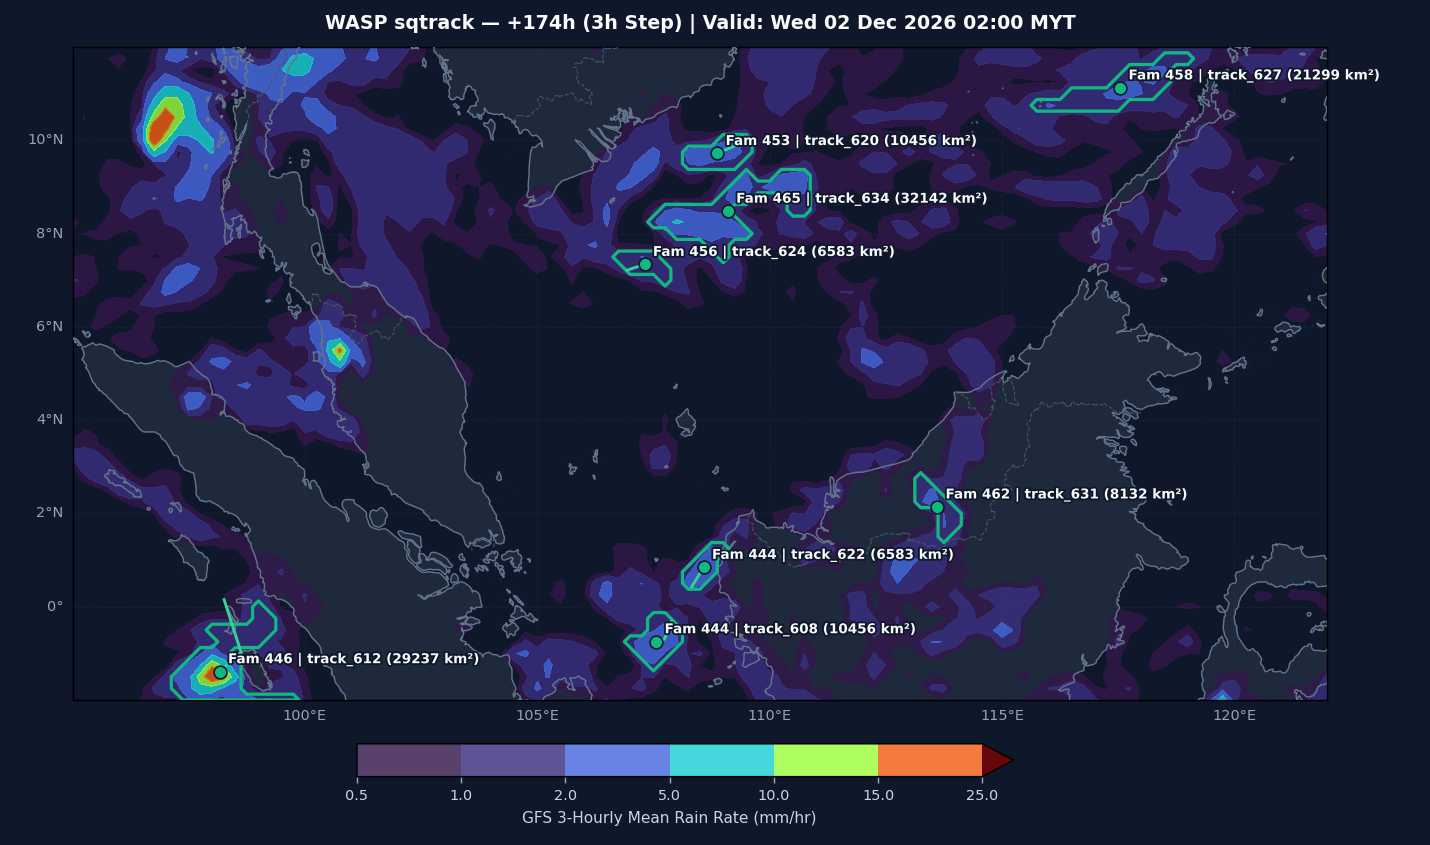 WASP sqtrack — +174h (3h Step) | Valid: Wed 02 Dec 2026 02:00 MYT
Fam 458 | track_627 (21299 km²)
10°N
Fam 453 | track_620 (10456 km²)
Fam 465 | track_634 (32142 km²)
8°N
Fam 456 | track_624 (6583 km²)
6°N
4°N
Fam 462 | track_631 (8132 km²)
2°N
Fam 444 | track_622 (6583 km²)
0°
Fam 444 | track_608 (10456 km²)
Fam 446 | track_612 (29237 km²)
100°E 105°E 110°E 115°E 120°E
0.5 1.0 2.0 5.0 10.0 15.0 25.0
GFS 3-Hourly Mean Rain Rate (mm/hr)